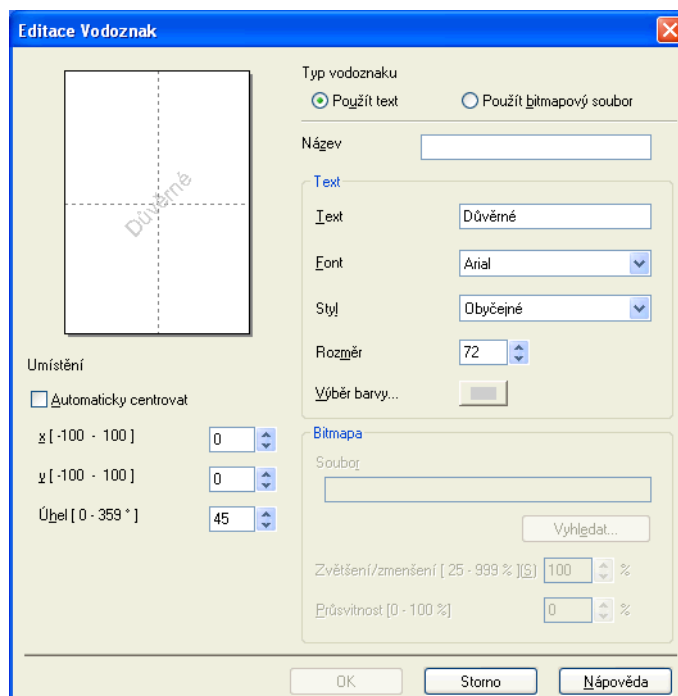 Editace Vodoznak
Typ vodoznaku
Použít text
Použít bitmapový soubor
Název
Text
Text
Důvěrné
Font
Arial
Styl
Obyčejné
Rozměr
72
Výběr barvy...
Důvěrné
Umístění
Automaticky centrovat
x [ -100 - 100 ]
0
y [ -100 - 100 ]
0
Úhel [ 0 - 359 ° ]
45
Bitmapa
Soubor
Vyhledat...
Zvětšení/zmenšení [ 25 - 999 % ](S)
100
%
Průsvitnost [0 - 100 %]
0
%
OK
Storno
Nápověda